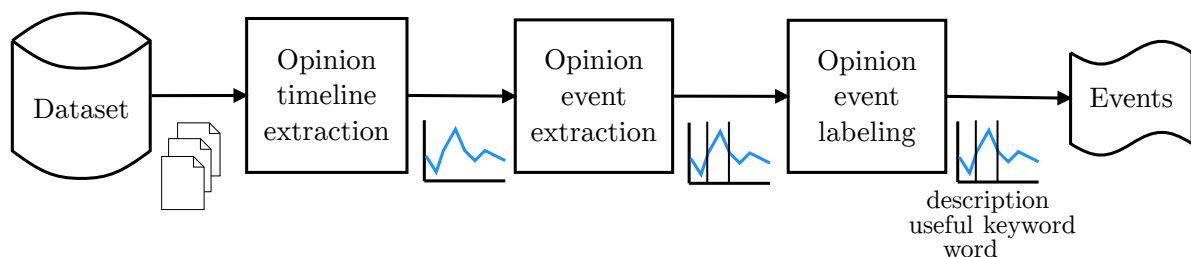 Dataset
Opinion
timeline
extraction
Opinion
event
extraction
Opinion
event
labeling
Events
description
useful keyword
word